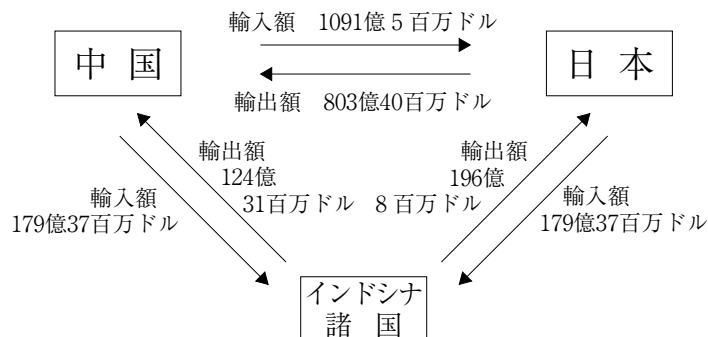 輸入額 1091億5百万ドル
中 国
日 本
輸出額 803億40百万ドル
輸出額
124億
31百万ドル
輸出額
196億
8百万ドル
輸入額
179億37百万ドル
輸入額
179億37百万ドル
インドシナ
諸 国